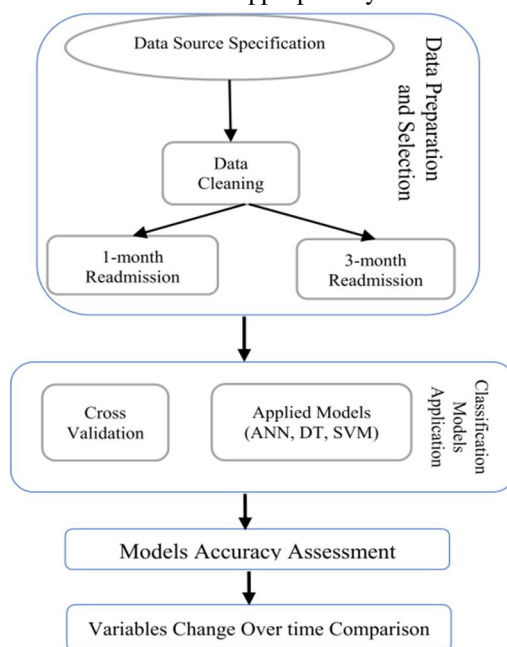 Data Source Specification
Data Preparation
and Selection
Data
Cleaning
1-month
Readmission
3-month
Readmission
Cross
Validation
Applied Models
(ANN, DT, SVM)
Classification
Models
Application
Models Accuracy Assessment
Variables Change Over time Comparison